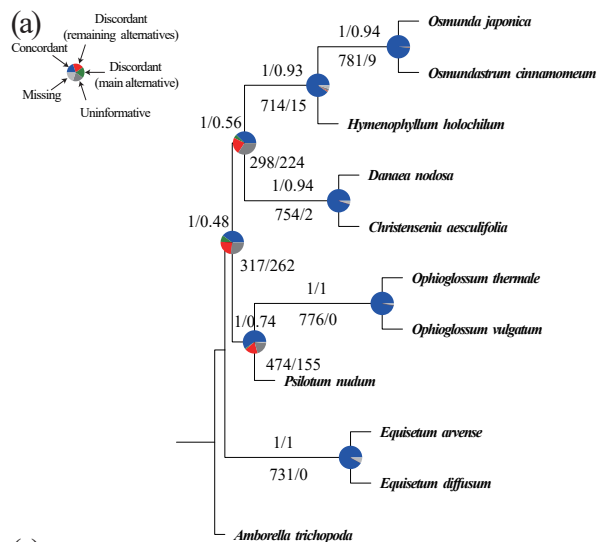 (a)
Discordant
(remaining alternatives)
Concordant
Discordant
(main alternative)
Missing
Uninformative
1/0.94
781/9
Osmunda japonica
Osmundastrum cinnamomeum
1/0.93
714/15
Hymenophyllum holochilum
1/0.56
298/224
1/0.94
754/2
Danaea nodosa
Christensenia aesculifolia
1/0.48
317/262
1/1
776/0
Ophioglossum thermale
Ophioglossum vulgatum
1/0.74
474/155
Psilotum nudum
1/1
731/0
Equisetum arvense
Equisetum diffusum
Amborella trichopoda